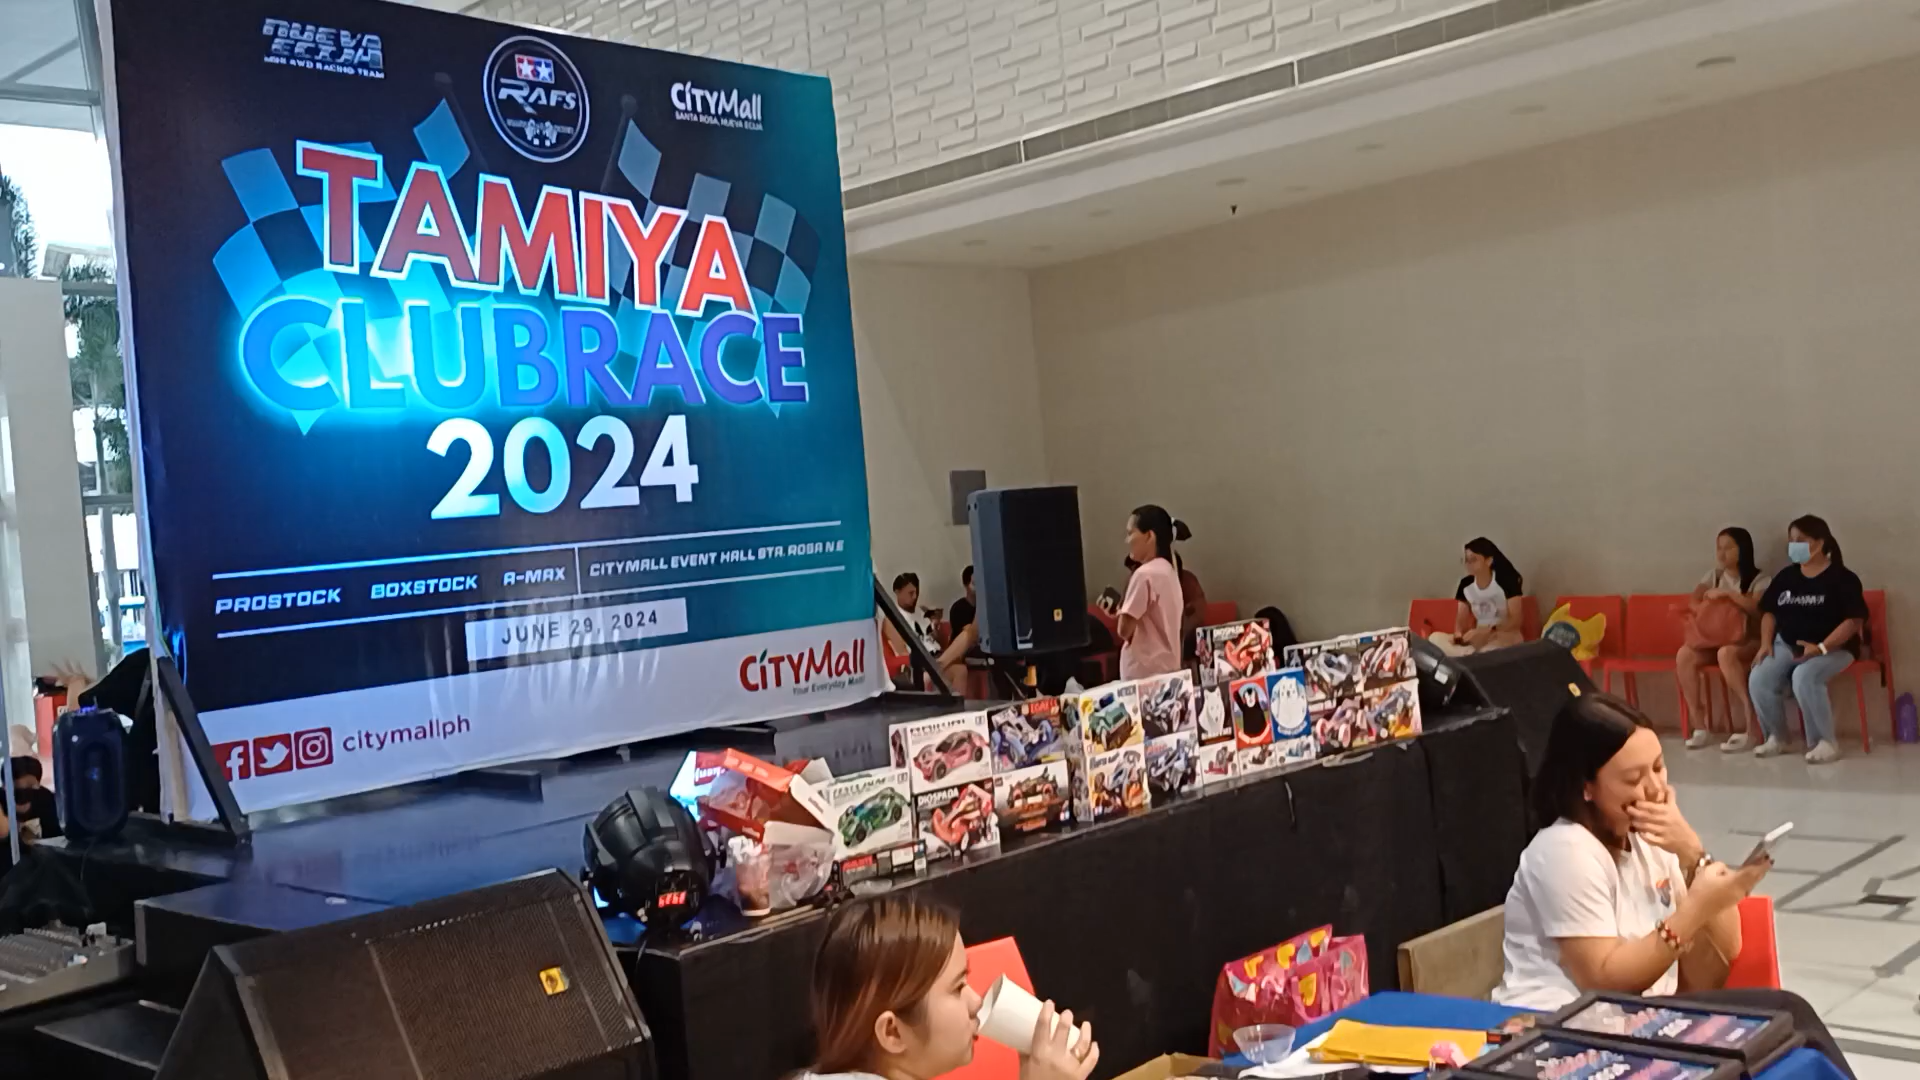 NUEVA
ECIJA
MINI 4WD RACING TEAM
RAFS
CITYMall
SANTA ROSA, NUEVA ECIJA
TAMIYA
CLUBRACE
2024
PROSTOCK BOXSTOCK A-MAX CITYMALL EVENT HALL STA. ROSA N.E
JUNE 29, 2024
CITYMall
Your Everyday Mall
citymallph
DIOSPADA
DIOSPADA